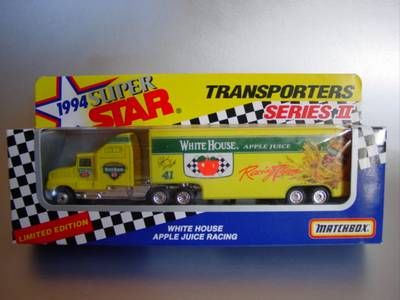 1994 SUPER
STAR
TRANSPORTERS
SERIES II
WHITE HOUSE® APPLE JUICE
Racing Team
41
LIMITED EDITION
WHITE HOUSE
APPLE JUICE RACING
MATCHBOX